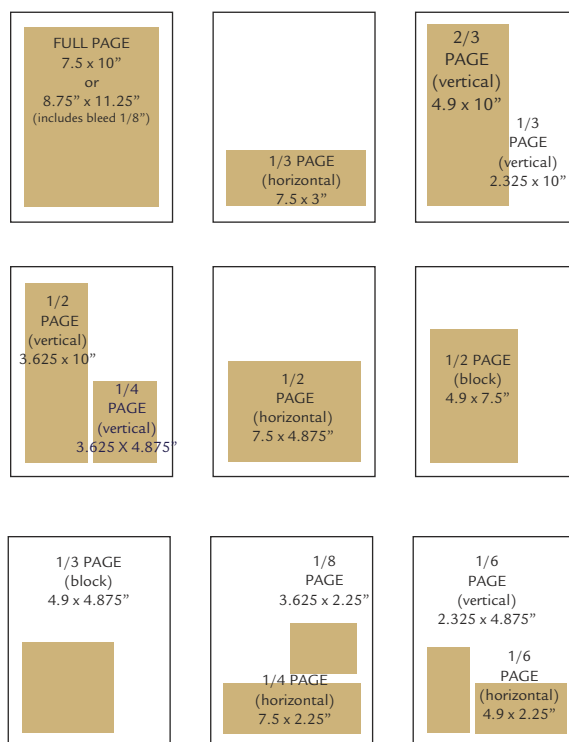 FULL PAGE
7.5 x 10”
or
8.75” x 11.25”
(includes bleed 1/8”)
1/3 PAGE
(horizontal)
7.5 x 3”
2/3
PAGE
(vertical)
4.9 x 10”
1/3
PAGE
(vertical)
2.325 x 10”
1/2
PAGE
(vertical)
3.625 x 10”
1/4
PAGE
(vertical)
3.625 X 4.875”
1/2
PAGE
(horizontal)
7.5 x 4.875”
1/2 PAGE
(block)
4.9 x 7.5”
1/3 PAGE
(block)
4.9 x 4.875”
1/8
PAGE
3.625 x 2.25”
1/4 PAGE
(horizontal)
7.5 x 2.25”
1/6
PAGE
(vertical)
2.325 x 4.875”
1/6
PAGE
(horizontal)
4.9 x 2.25”